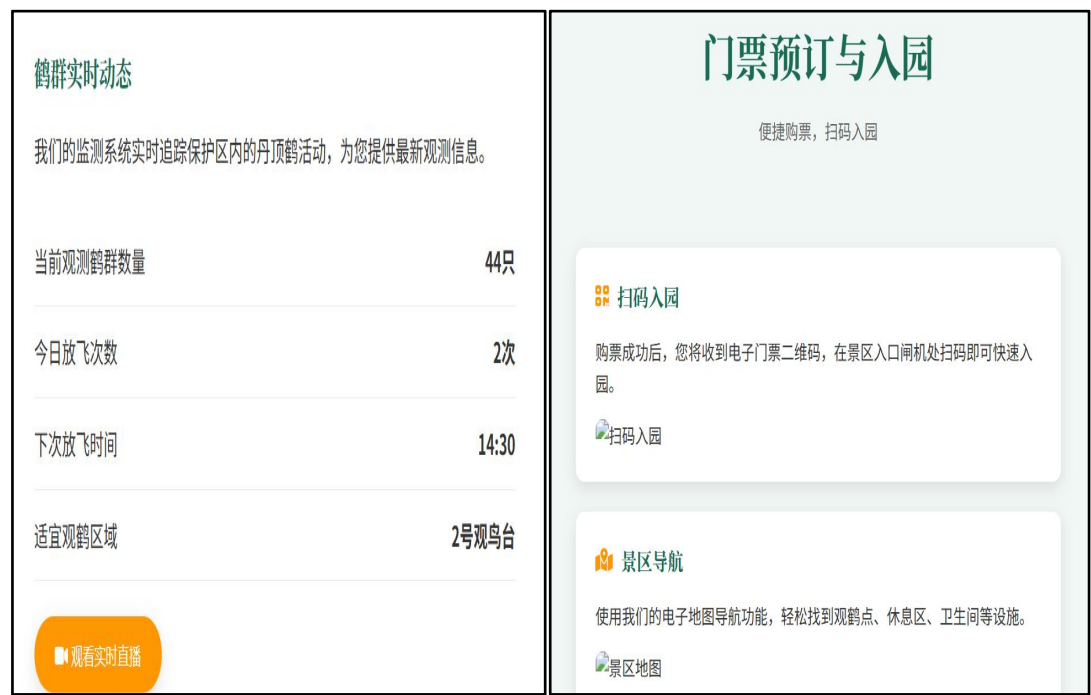 鹤群实时动态
我们的监测系统实时追踪保护区内的丹顶鹤活动，为您提供最新观测信息。
当前观测鹤群数量 44只
今日放飞次数 2次
下次放飞时间 14:30
适宜观鹤区域 2号观鸟台
观看实时直播
门票预订与入园
便捷购票，扫码入园
扫码入园
购票成功后，您将收到电子门票二维码，在景区入口闸机处扫码即可快速入
园。
扫码入园
景区导航
使用我们的电子地图导航功能，轻松找到观鹤点、休息区、卫生间等设施。
景区地图